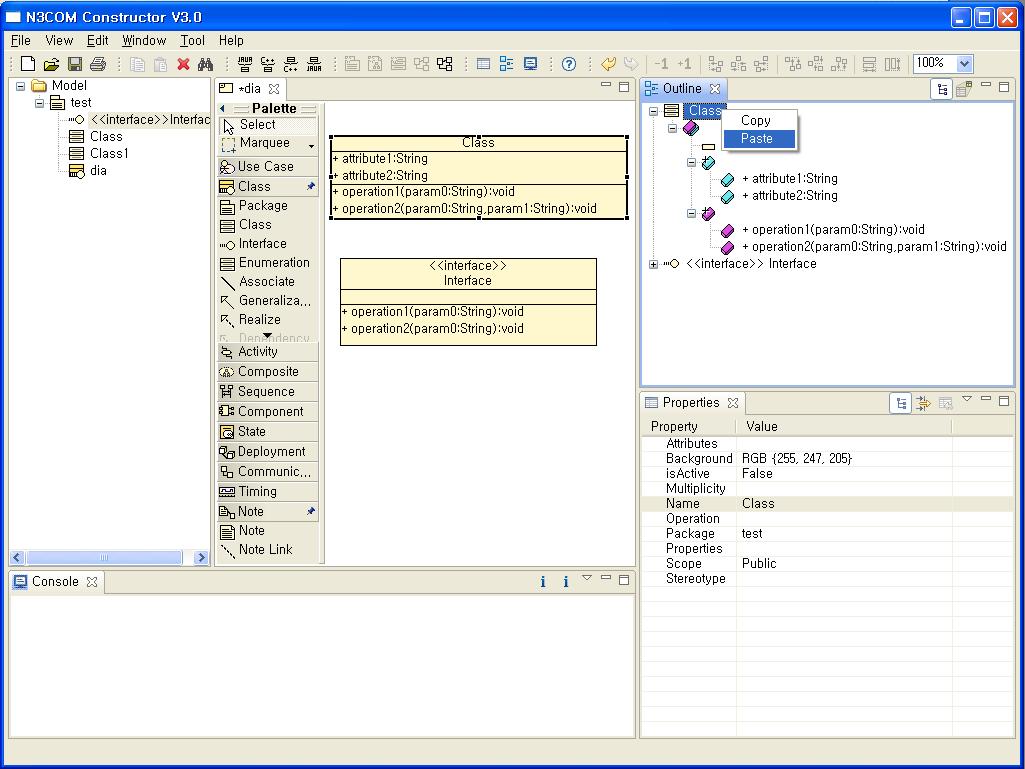 N3COM Constructor V3.0
File View Edit Window Tool Help
100%
Model
test
<<interface>>Interfac
Class
Class1
dia
*dia
Palette
Select
Marquee
Use Case
Class
Package
Class
Interface
Enumeration
Associate
Generaliza...
Realize
Dependency
Activity
Composite
Sequence
Component
State
Deployment
Communic...
Timing
Note
Note
Note Link
Class
+ attribute1:String
+ attribute2:String
+ operation1(param0:String):void
+ operation2(param0:String,param1:String):void
<<interface>>
Interface
+ operation1(param0:String):void
+ operation2(param0:String):void
Outline
Class
Copy
Paste
+ attribute1:String
+ attribute2:String
+ operation1(param0:String):void
+ operation2(param0:String,param1:String):void
<<interface>> Interface
Properties
Property Value
Attributes
Background RGB {255, 247, 205}
isActive False
Multiplicity
Name Class
Operation
Package test
Properties
Scope Public
Stereotype
Console